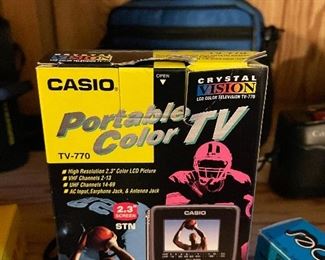 OPEN
CASIO
CRYSTAL
VISION
LCD COLOR TELEVISION TV-770
Portable
Color TV
TV-770
■ High Resolution 2.3" Color LCD Picture
■ VHF Channels 2-13
■ UHF Channels 14-69
■ AC Input, Earphone Jack, & Antenna Jack
2.3"
SCREEN
STN
CASIO